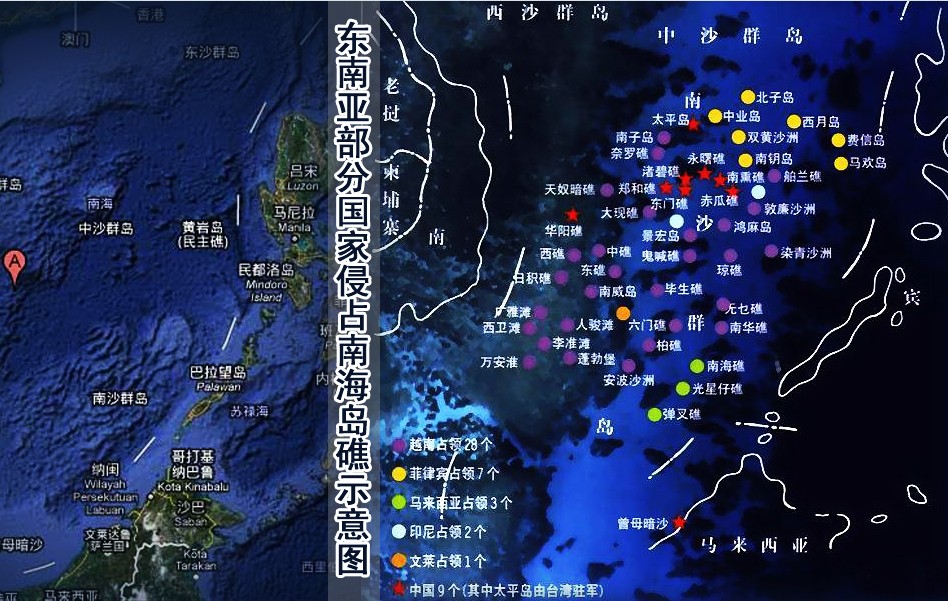 香港
澳门
东沙群岛
吕宋
Luzon
群岛
南海
中沙群岛
黄岩岛
(民主礁)
马尼拉
Manila
A
民都洛岛
Mindoro
Island
巴拉望岛
Palawan
南沙群岛
苏禄海
哥打基
纳巴鲁
Kota Kinabalu
纳闽
Wilayah
Persekutuan
Labuan
沙巴
Sabah
文莱达鲁
萨兰国
母暗沙
Kota
Tarakan
马来西亚
东南亚部分国家侵占南海岛礁示意图
西沙群岛
中沙群岛
老挝
柬埔寨
南
南
沙
群
岛
宾
北子岛
太平岛
中业岛
西月岛
南子岛
双黄沙洲
费信岛
奈罗礁
永曙礁
南钥岛
马欢岛
渚碧礁
南熏礁
船兰礁
天奴暗礁
郑和礁
东门礁
赤瓜礁
大现礁
敦廉沙洲
华阳礁
景宏岛
鸿麻岛
西礁
中礁
鬼喊礁
琼礁
染青沙洲
日积礁
东礁
南威岛
毕生礁
无乜礁
广雅滩
西卫滩
人骏滩
六门礁
南华礁
李准滩
柏礁
万安淮
蓬勃堡
安波沙洲
南海礁
光星仔礁
弹叉礁
曾母暗沙
马来西亚
越南占领28个
菲律宾占领7个
马来西亚占领3个
印尼占领2个
文莱占领1个
中国9个(其中太平岛由台湾驻军)